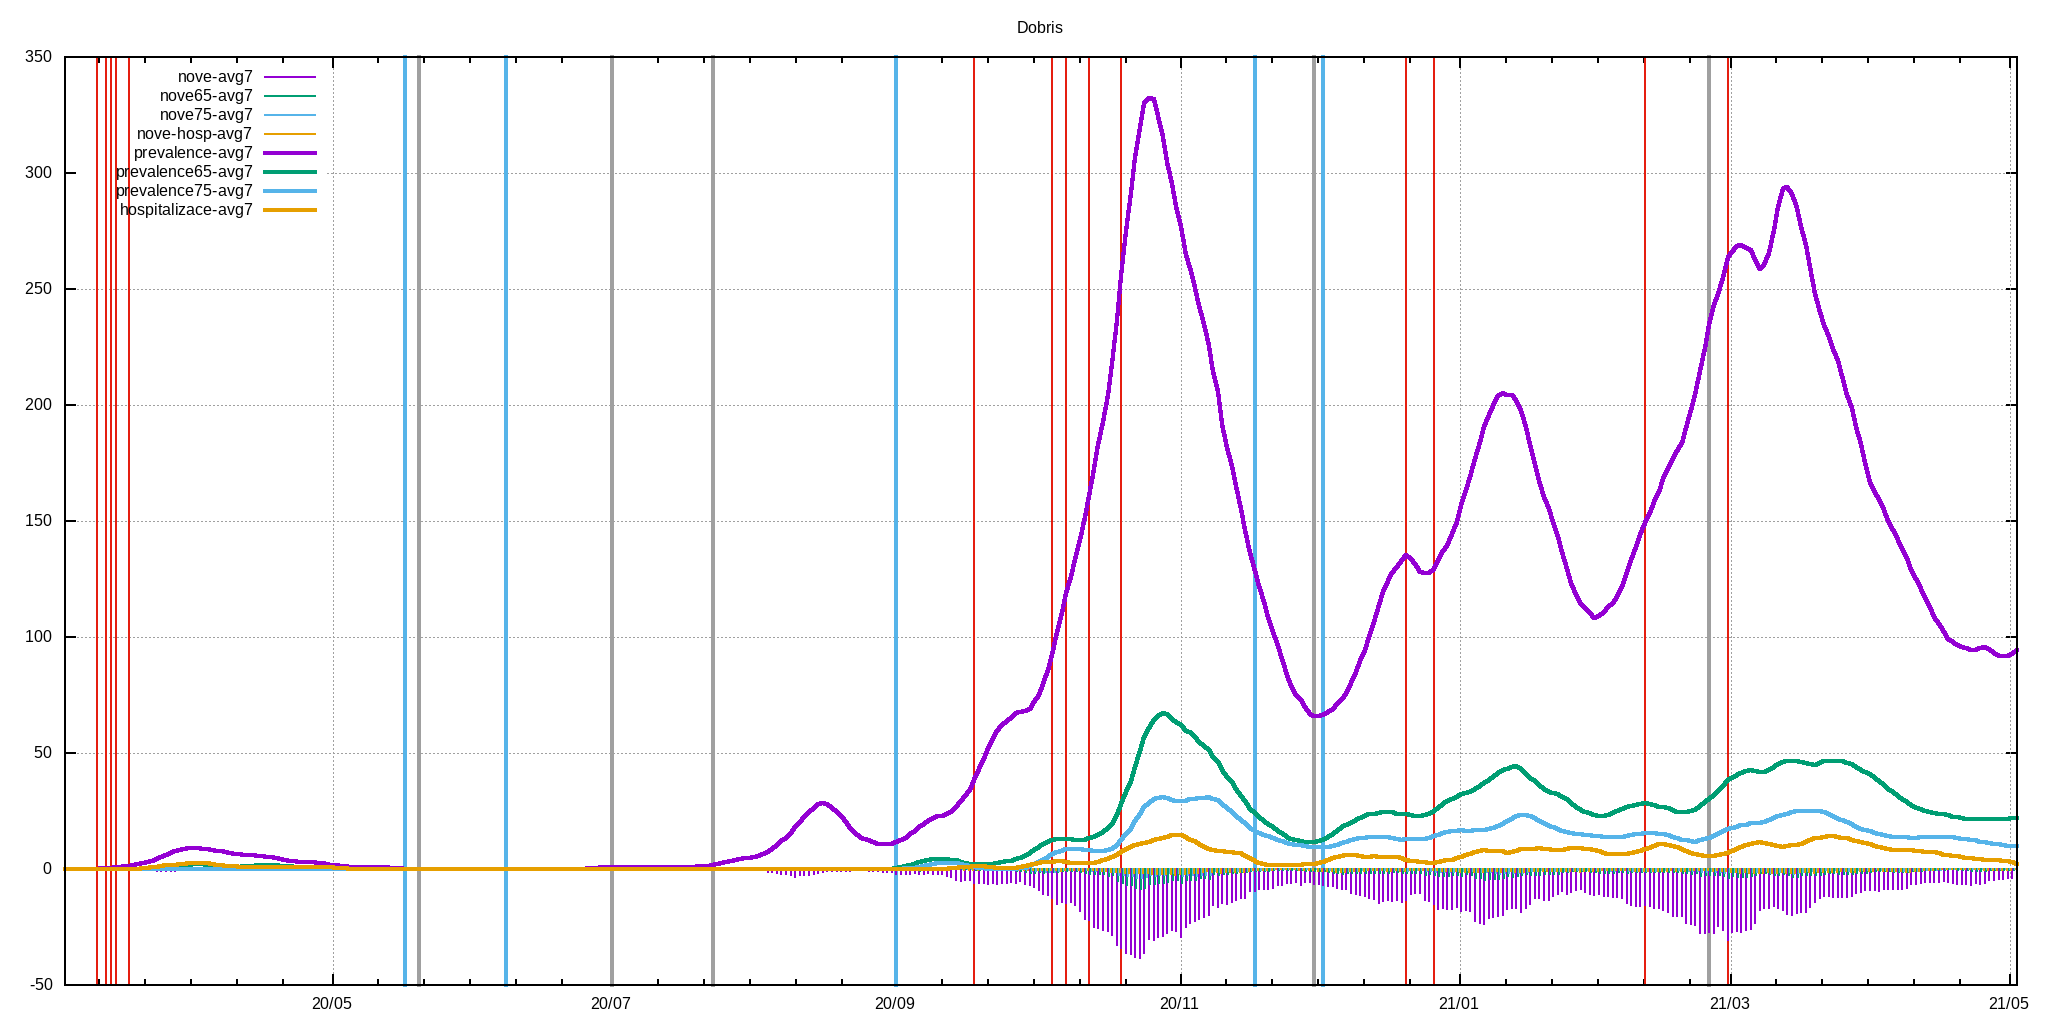 Dobris
350
300
250
200
150
100
50
0
-50
nove-avg7
nove65-avg7
nove75-avg7
nove-hosp-avg7
prevalence-avg7
prevalence65-avg7
prevalence75-avg7
hospitalizace-avg7
20/05
20/07
20/09
20/11
21/01
21/03
21/05